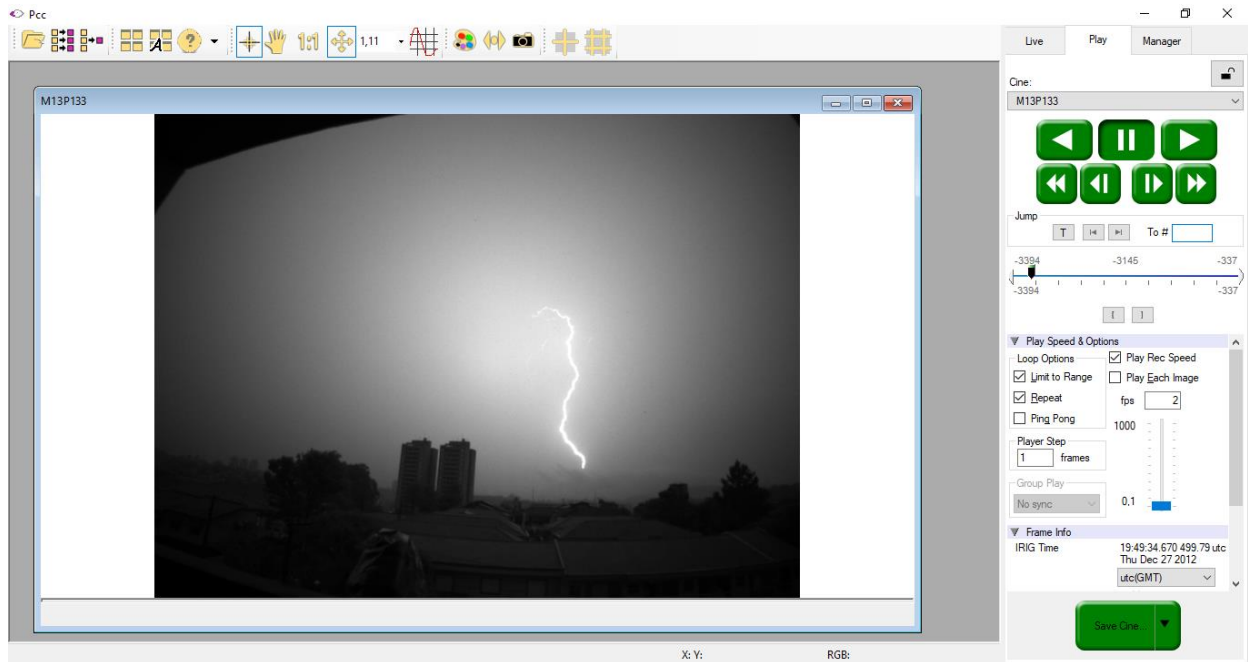 Pcc
1:1
1,11
Live
Play
Manager
M13P133
Cine:
M13P133
Jump
T
To #
-3394 -3145 -337
-3394 -337
[ ]
Play Speed & Options
Loop Options
Play Rec Speed
Limit to Range
Play Each Image
Repeat
fps 2
Ping Pong
1000
Player Step
1 frames
Group Play
No sync
0,1
Frame Info
IRIG Time 19:49:34.670 499.79 utc
Thu Dec 27 2012
utc(GMT)
Save Cine...
X: Y: RGB: